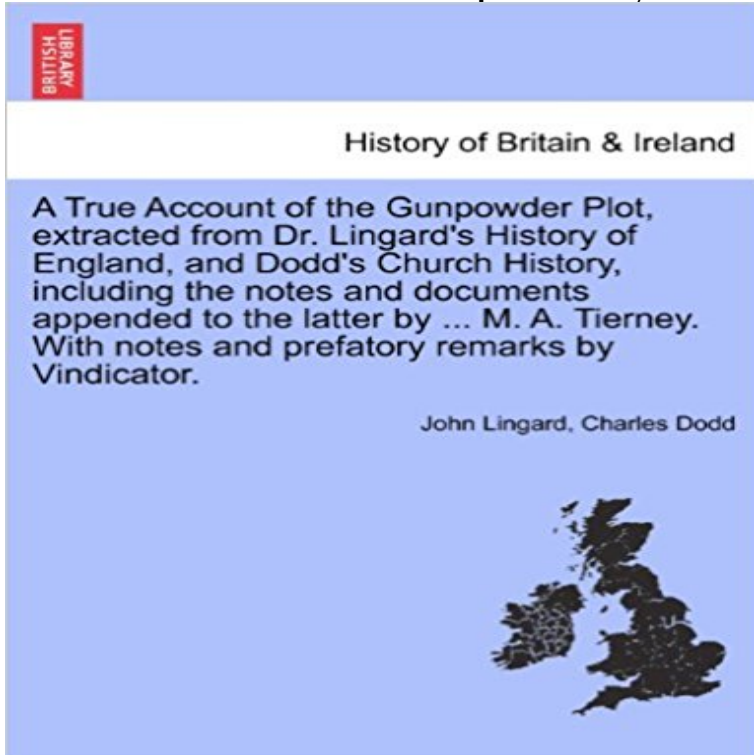 BRITISH
LIBRARY
History of Britain & Ireland
A True Account of the Gunpowder Plot,
extracted from Dr. Lingard's History of
England, and Dodd's Church History,
including the notes and documents
appended to the latter by ... M. A. Tierney.
With notes and prefatory remarks by
Vindicator.
John Lingard, Charles Dodd